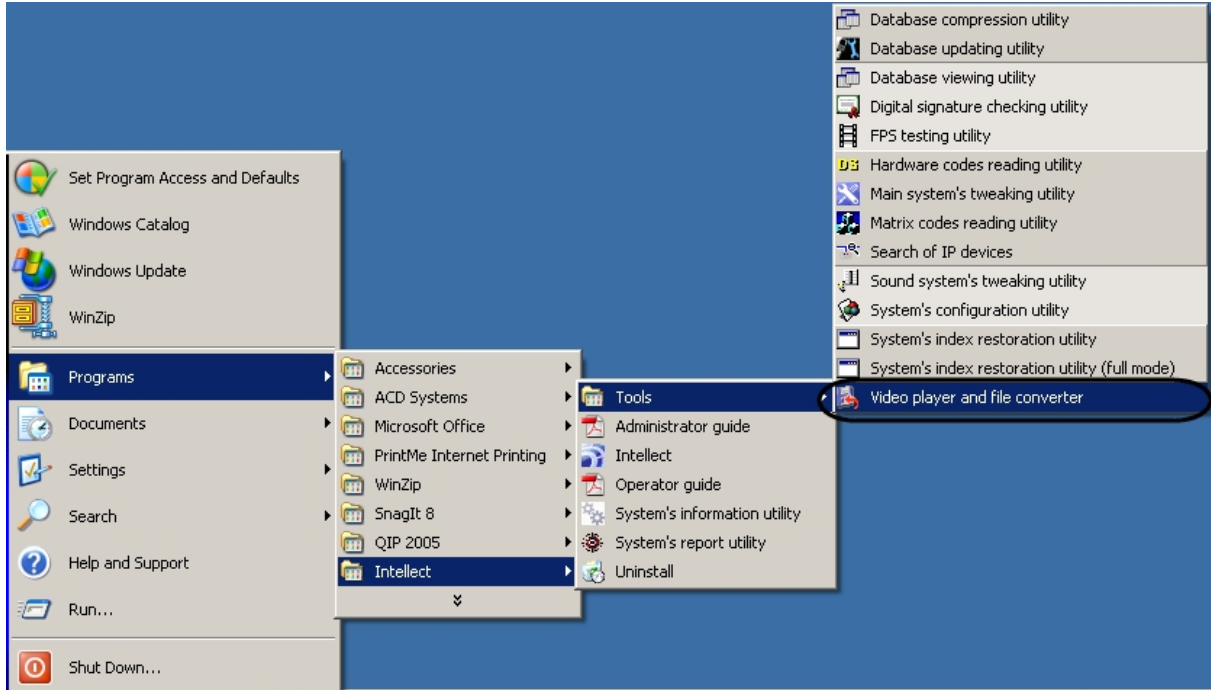 Set Program Access and Defaults
Windows Catalog
Windows Update
WinZip
Programs
Documents
Settings
Search
Help and Support
Run...
Shut Down...
Accessories
ACD Systems
Microsoft Office
PrintMe Internet Printing
WinZip
SnagIt 8
QIP 2005
Intellect
Tools
Administrator guide
Intellect
Operator guide
System's information utility
System's report utility
Uninstall
Database compression utility
Database updating utility
Database viewing utility
Digital signature checking utility
FPS testing utility
Hardware codes reading utility
Main system's tweaking utility
Matrix codes reading utility
Search of IP devices
Sound system's tweaking utility
System's configuration utility
System's index restoration utility
System's index restoration utility (full mode)
Video player and file converter